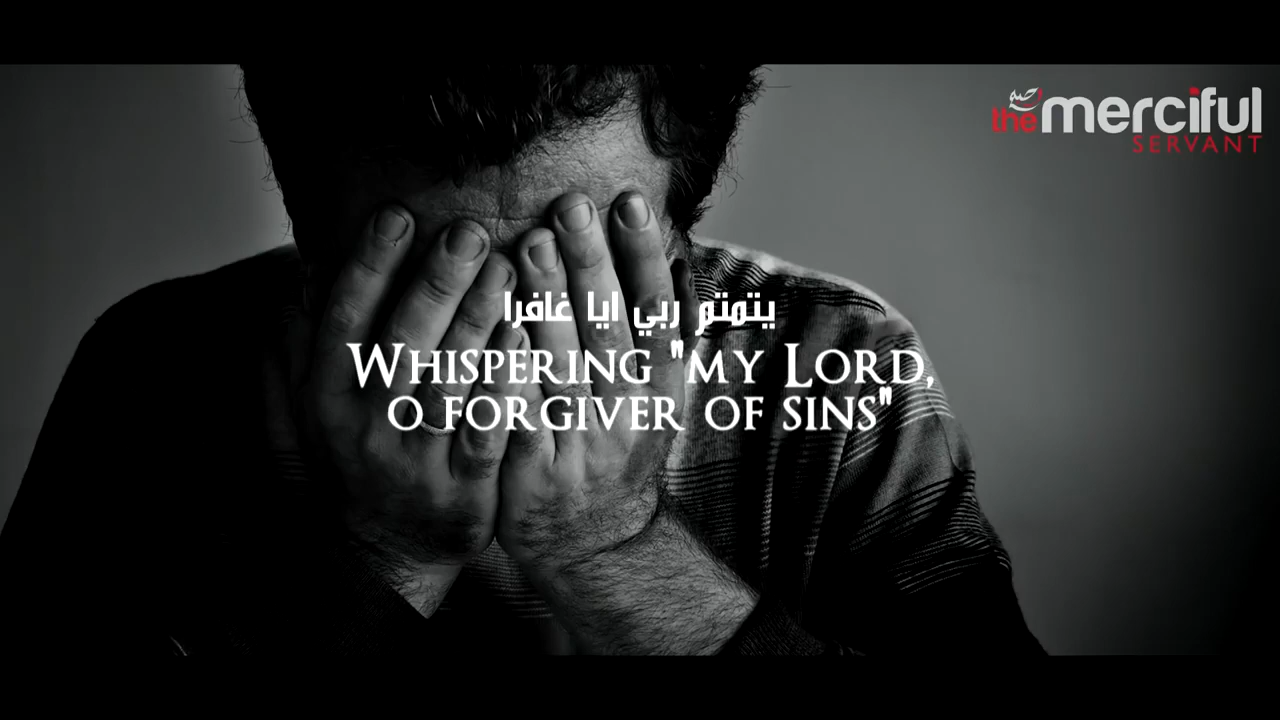 the merciful
SERVANT
يتمتم ربي ايا غافرا
WHISPERING "MY LORD,
O FORGIVER OF SINS"